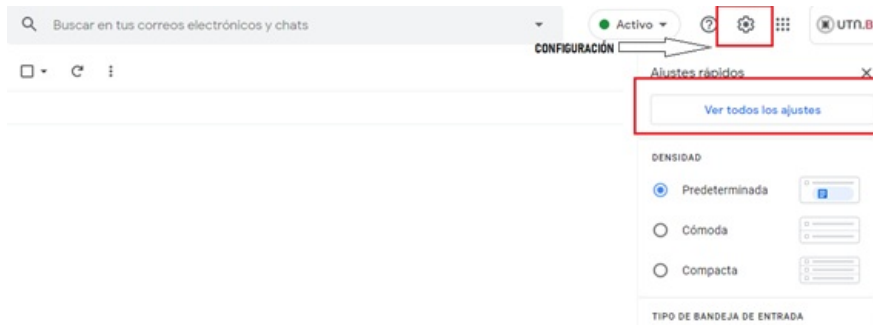 Buscar en tus correos electrónicos y chats
Activo
UTN.B
CONFIGURACIÓN
Ajustes rápidos
Ver todos los ajustes
DENSIDAD
Predeterminada
Cómoda
Compacta
TIPO DE BANDEJA DE ENTRADA